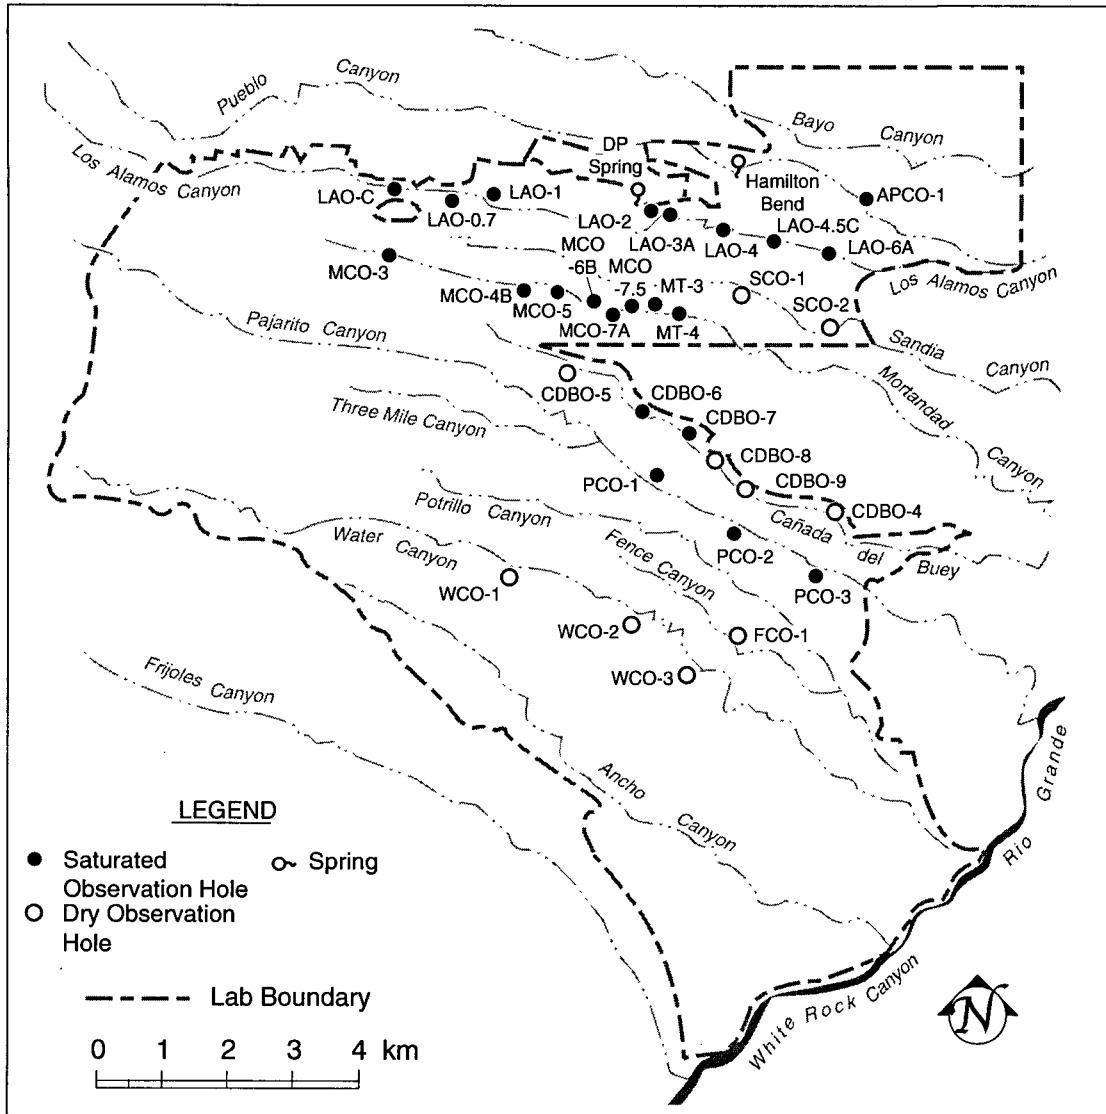 Pueblo Canyon
Los Alamos Canyon
DP
Spring
Bayo Canyon
Hamilton
Bend
APCO-1
LAO-C
LAO-0.7
LAO-1
LAO-2
LAO-3A
LAO-4
LAO-4.5C
LAO-6A
Los Alamos Canyon
MCO-3
MCO-4B
MCO-5
MCO
-6B
MCO-7A
MCO
-7.5
MT-3
MT-4
SCO-1
SCO-2
Sandia Canyon
Mortandad Canyon
Pajarito Canyon
Three Mile Canyon
CDBO-5
CDBO-6
CDBO-7
CDBO-8
CDBO-9
CDBO-4
Cañada del Buey
PCO-1
PCO-2
PCO-3
Potrillo Canyon
Fence Canyon
Water Canyon
WCO-1
WCO-2
WCO-3
FCO-1
Frijoles Canyon
Ancho Canyon
Rio Grande
White Rock Canyon
LEGEND
Saturated
Observation Hole
Spring
Dry Observation
Hole
Lab Boundary
0 1 2 3 4 km
N